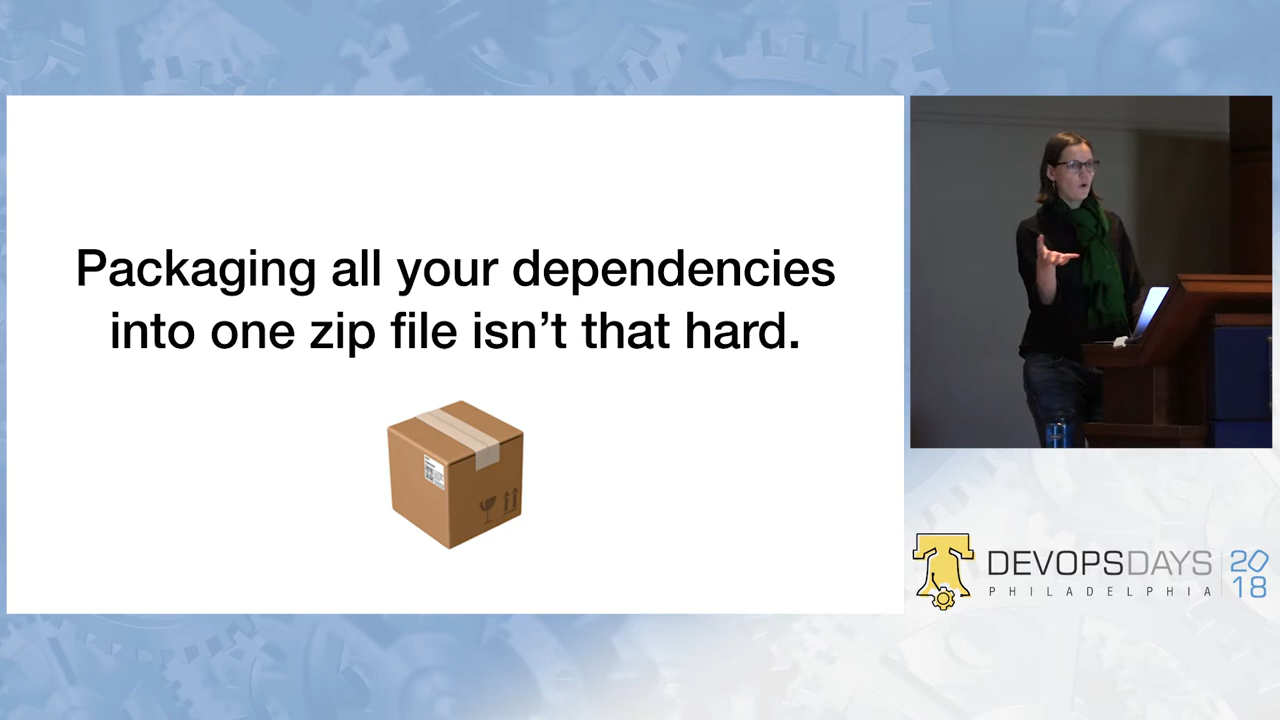 Packaging all your dependencies
into one zip file isn’t that hard.
DEVOPSDAYS
PHILADELPHIA
20
18